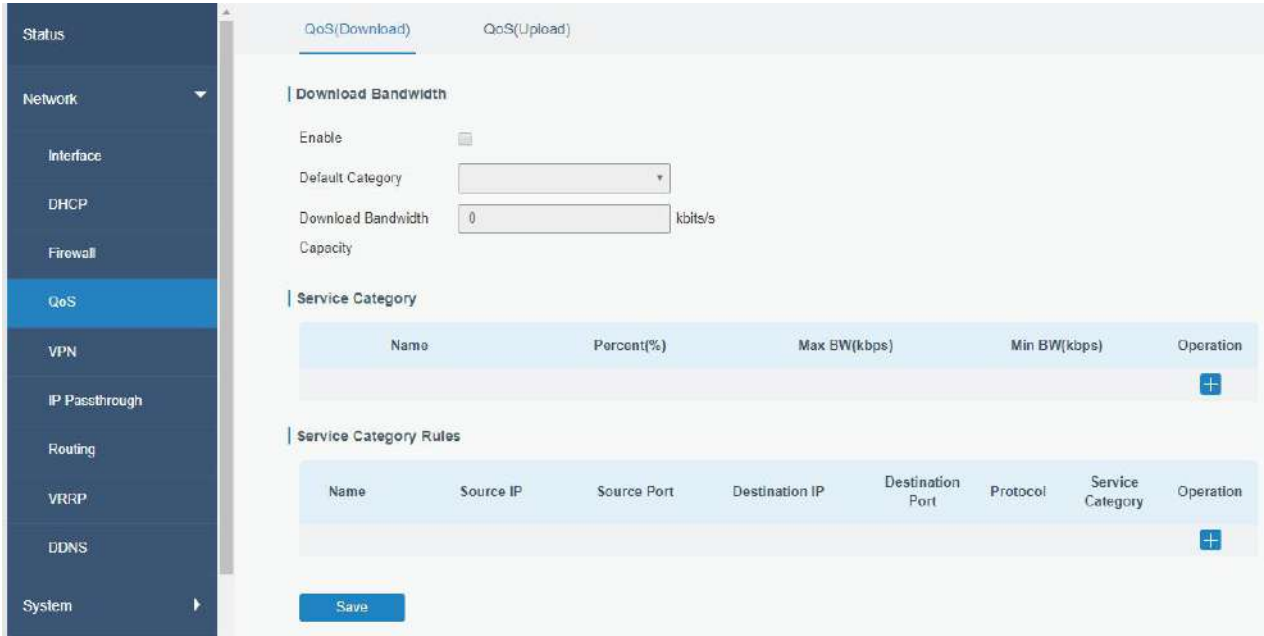 Status
QoS(Download)
QoS(Upload)
Network
Download Bandwidth
Enable
Interface
Default Category
DHCP
Download Bandwidth
Capacity
0
kbits/s
Firewall
QoS
Service Category
VPN
Name
Percent(%)
Max BW(kbps)
Min BW(kbps)
Operation
IP Passthrough
Routing
Service Category Rules
VRRP
Name
Source IP
Source Port
Destination IP
Destination
Port
Protocol
Service
Category
Operation
DDNS
System
Save